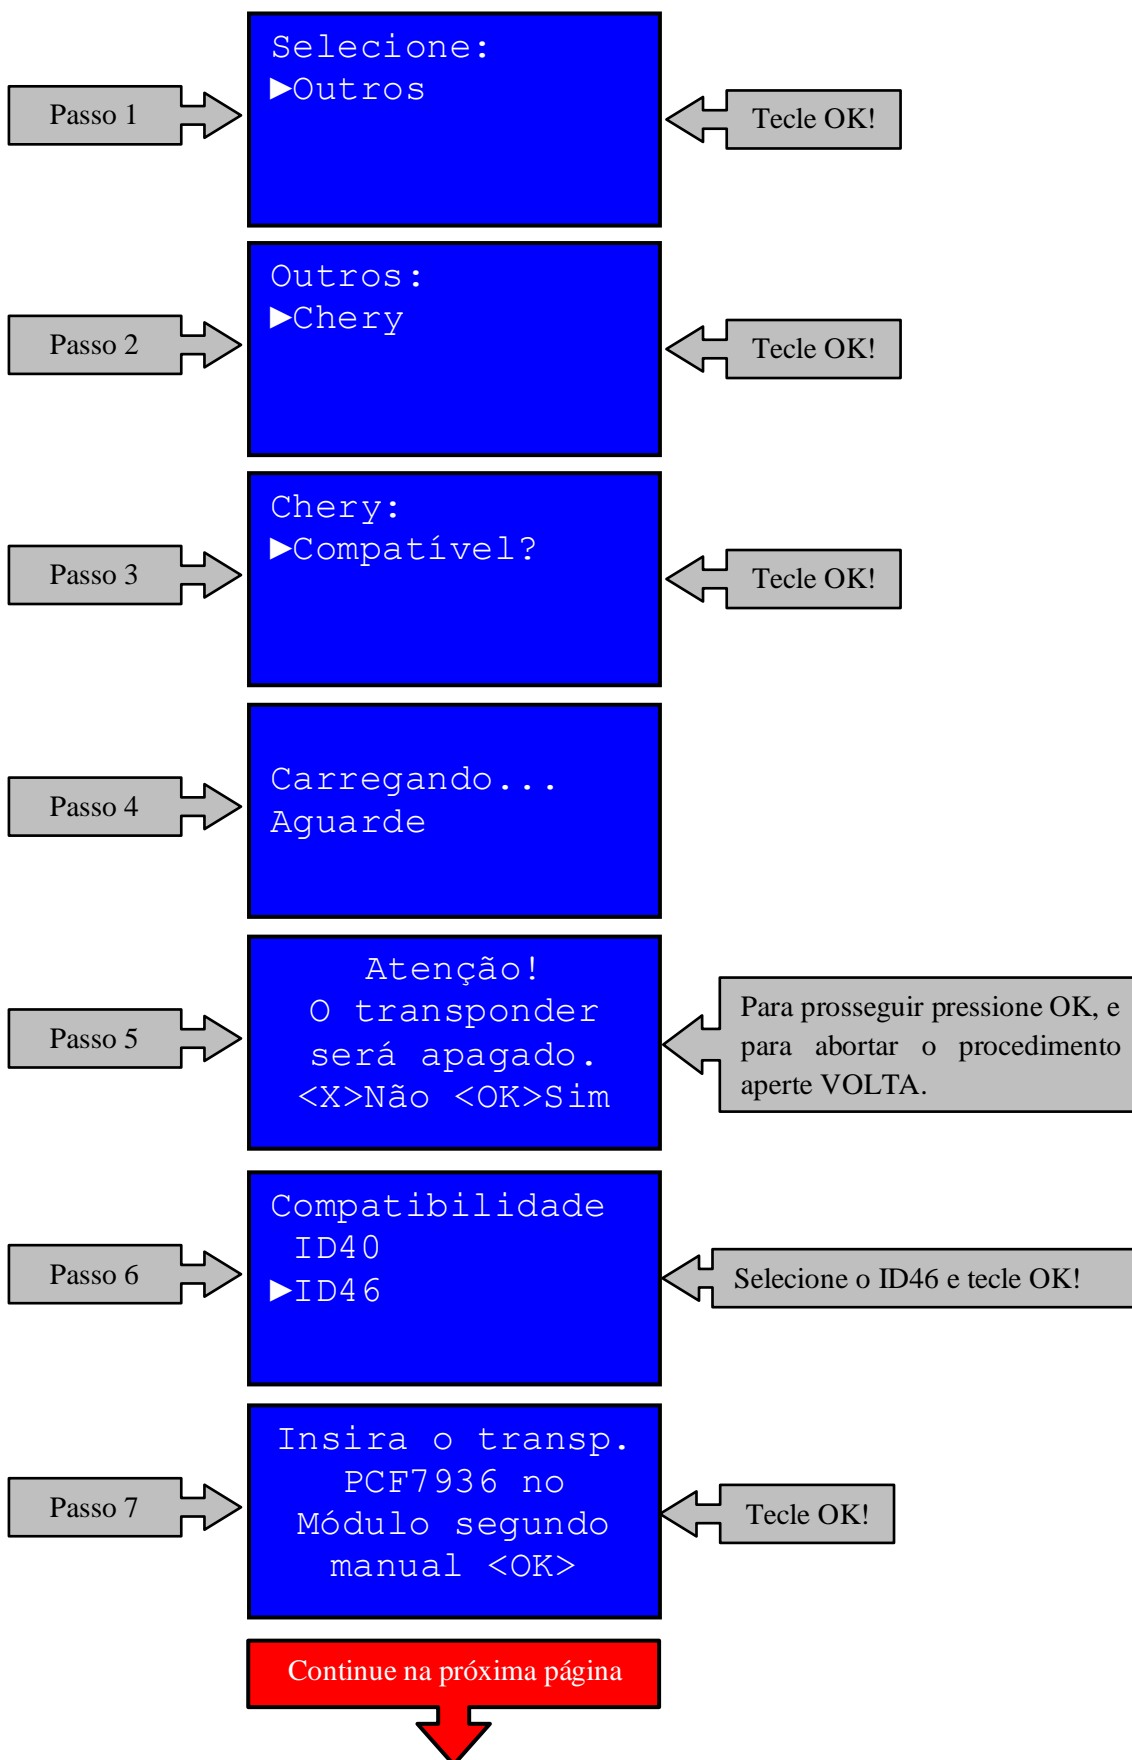 Selecione:
►Outros
Passo 1
Tecle OK!
Outros:
►Chery
Passo 2
Tecle OK!
Chery:
►Compatível?
Passo 3
Tecle OK!
Carregando...
Aguarde
Passo 4
Atenção!
O transponder
será apagado.
<X>Não <OK>Sim
Passo 5
Para prosseguir pressione OK, e
para abortar o procedimento
aperte VOLTA.
Compatibilidade
ID40
►ID46
Passo 6
Selecione o ID46 e tecle OK!
Insira o transp.
PCF7936 no
Módulo segundo
manual <OK>
Passo 7
Tecle OK!
Continue na próxima página